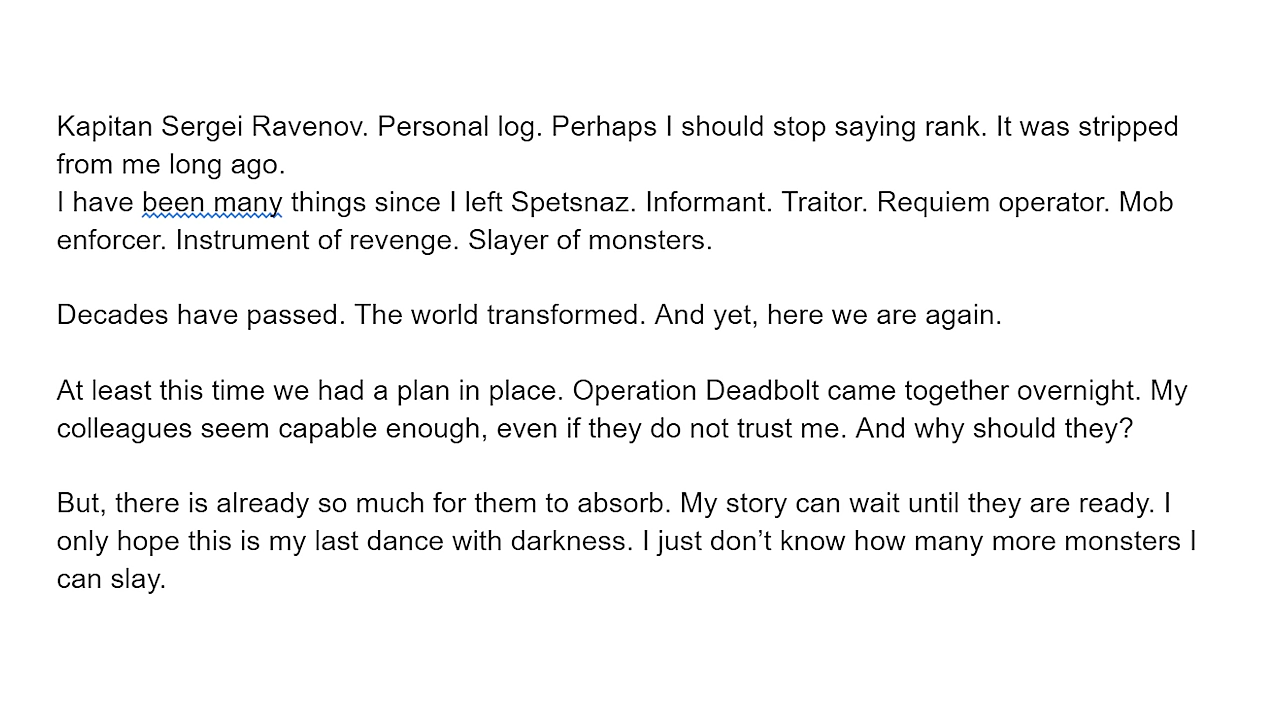 Kapitan Sergei Ravenov. Personal log. Perhaps I should stop saying rank. It was stripped
from me long ago.
I have been many things since I left Spetsnaz. Informant. Traitor. Requiem operator. Mob
enforcer. Instrument of revenge. Slayer of monsters.
Decades have passed. The world transformed. And yet, here we are again.
At least this time we had a plan in place. Operation Deadbolt came together overnight. My
colleagues seem capable enough, even if they do not trust me. And why should they?
But, there is already so much for them to absorb. My story can wait until they are ready. I
only hope this is my last dance with darkness. I just don’t know how many more monsters I
can slay.